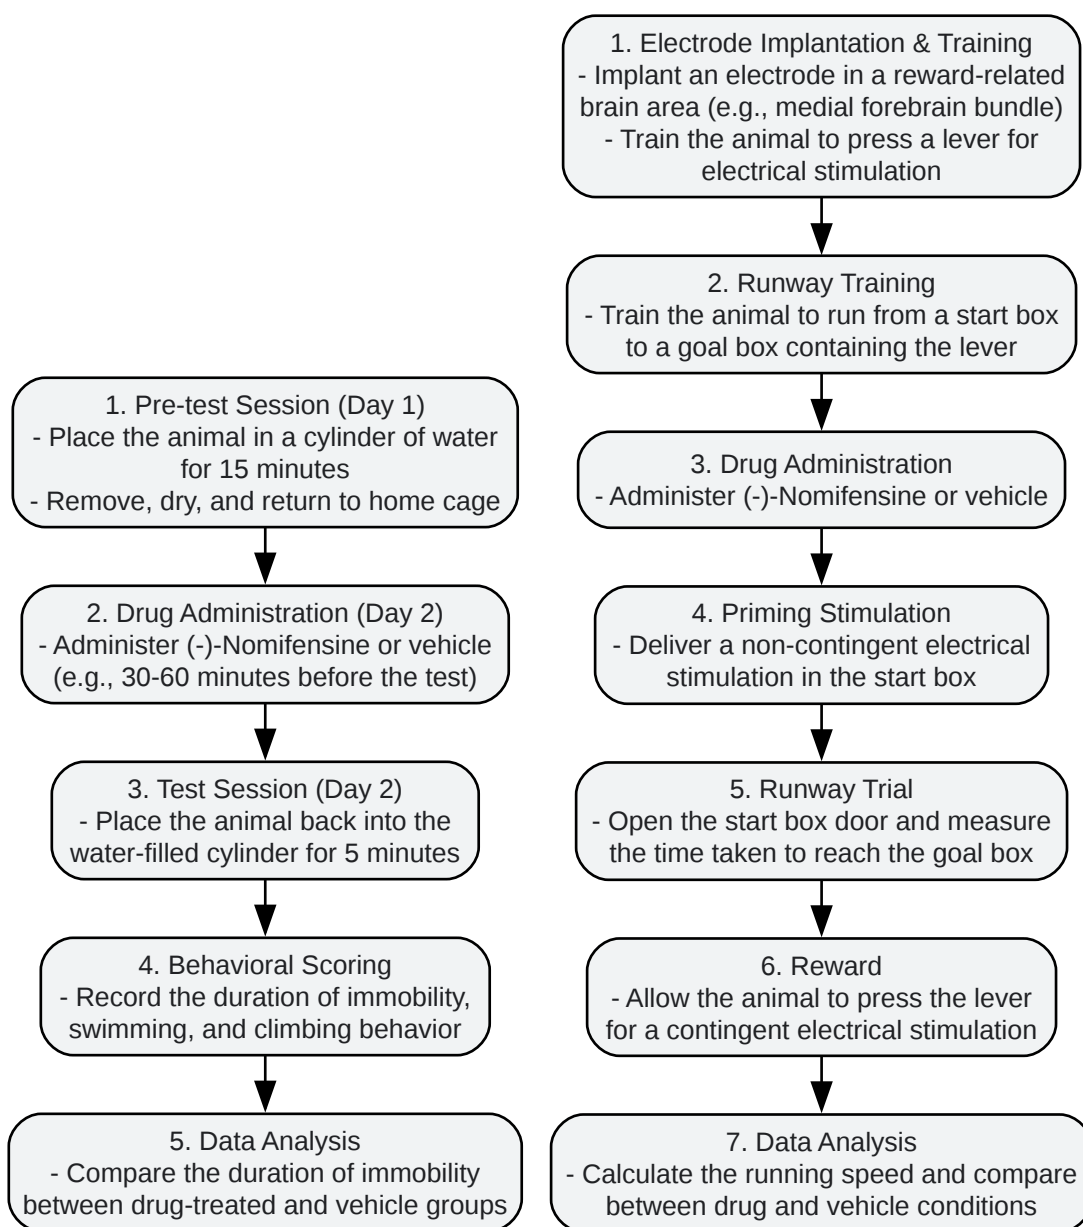 1. Pre-test Session (Day 1)
- Place the animal in a cylinder of water
for 15 minutes
- Remove, dry, and return to home cage
2. Drug Administration (Day 2)
- Administer (-)-Nomifensine or vehicle
(e.g., 30-60 minutes before the test)
3. Test Session (Day 2)
- Place the animal back into the
water-filled cylinder for 5 minutes
4. Behavioral Scoring
- Record the duration of immobility,
swimming, and climbing behavior
5. Data Analysis
- Compare the duration of immobility
between drug-treated and vehicle groups
1. Electrode Implantation & Training
- Implant an electrode in a reward-related
brain area (e.g., medial forebrain bundle)
- Train the animal to press a lever for
electrical stimulation
2. Runway Training
- Train the animal to run from a start box
to a goal box containing the lever
3. Drug Administration
- Administer (-)-Nomifensine or vehicle
4. Priming Stimulation
- Deliver a non-contingent electrical
stimulation in the start box
5. Runway Trial
- Open the start box door and measure
the time taken to reach the goal box
6. Reward
- Allow the animal to press the lever
for a contingent electrical stimulation
7. Data Analysis
- Calculate the running speed and compare
between drug and vehicle conditions